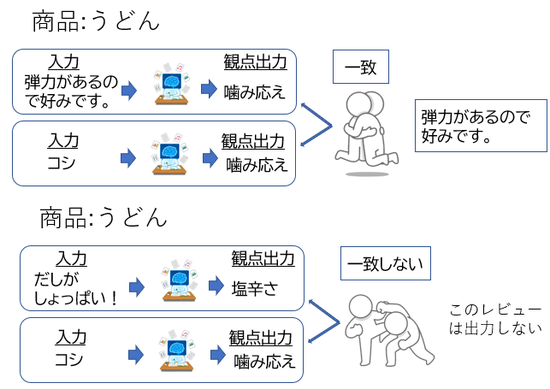 商品:うどん
入力
弾力があるの
で好みです。
観点出力
噛み応え
一致
弾力があるので
好みです。
入力
コシ
観点出力
噛み応え
商品:うどん
入力
だしが
しょっぱい！
観点出力
塩辛さ
一致しない
このレビュー
は出力しない
入力
コシ
観点出力
噛み応え